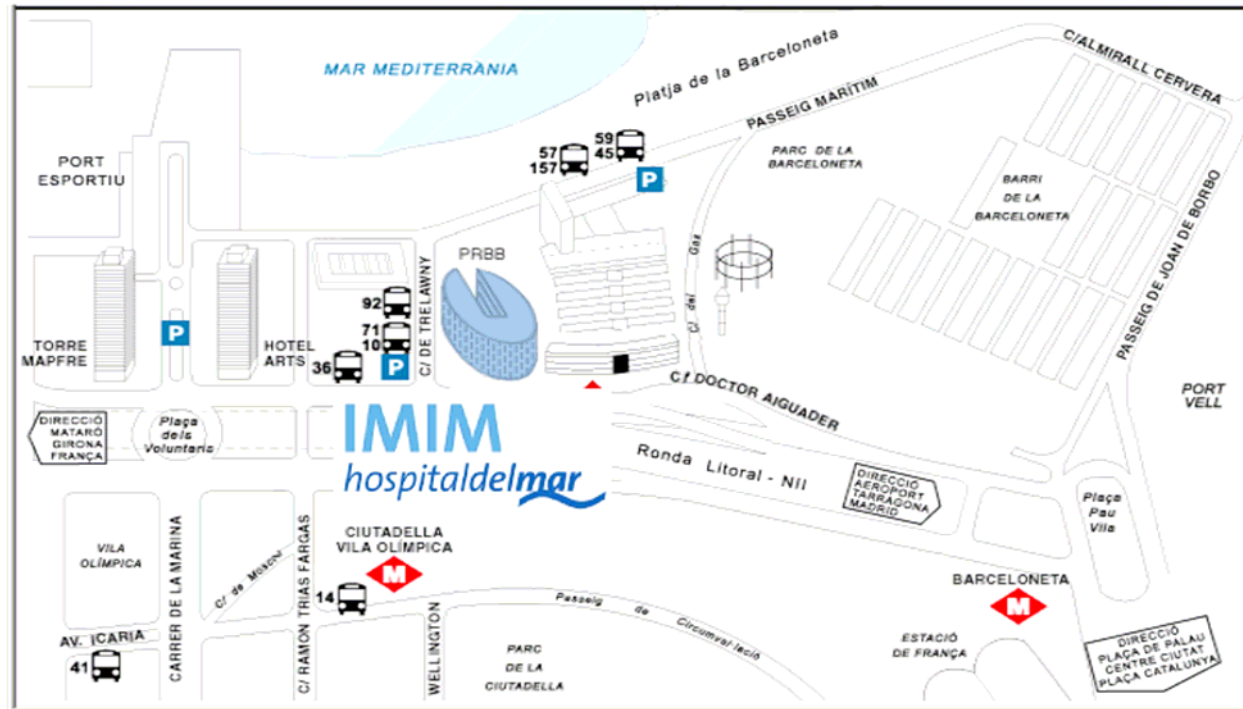 MAR MEDITERRÀNIA
Platja de la Barceloneta
C/ALMIRALL CERVERA
PASSEIG MARÍTIM
59
45
57
157
P
PORT
ESPORTIU
PARC DE LA
BARCELONETA
BARRI
DE LA
BARCELONETA
PASSEIG DE JOAN DE BORBO
PRBB
C/ del Gas
92
71
10
P
36
C/ DE TRELAWNY
P
TORRE
MAPFRE
HOTEL
ARTS
C/ DOCTOR AIGUADER
PORT
VELL
DIRECCIÓ
MATARÓ
GIRONA
FRANÇA
Plaça
dels
Voluntaris
IMIM
hospitaldelmar
Ronda Litoral - NII
DIRECCIÓ
AEROPORT
TARRAGONA
MADRID
Plaça
Pau
Vila
VILA
OLÍMPICA
CARRER DE LA MARINA
C/ de Moscou
C/ RAMON TRIAS FARGAS
CIUTADELLA
VILA OLÍMPICA
M
14
WELLINGTON
Passeig de Circumval·lació
BARCELONETA
M
AV. ICARIA
41
PARC
DE LA
CIUTADELLA
ESTACIÓ
DE FRANÇA
DIRECCIÓ
PLAÇA DE PALAU
CENTRE CIUTAT
PLAÇA CATALUNYA